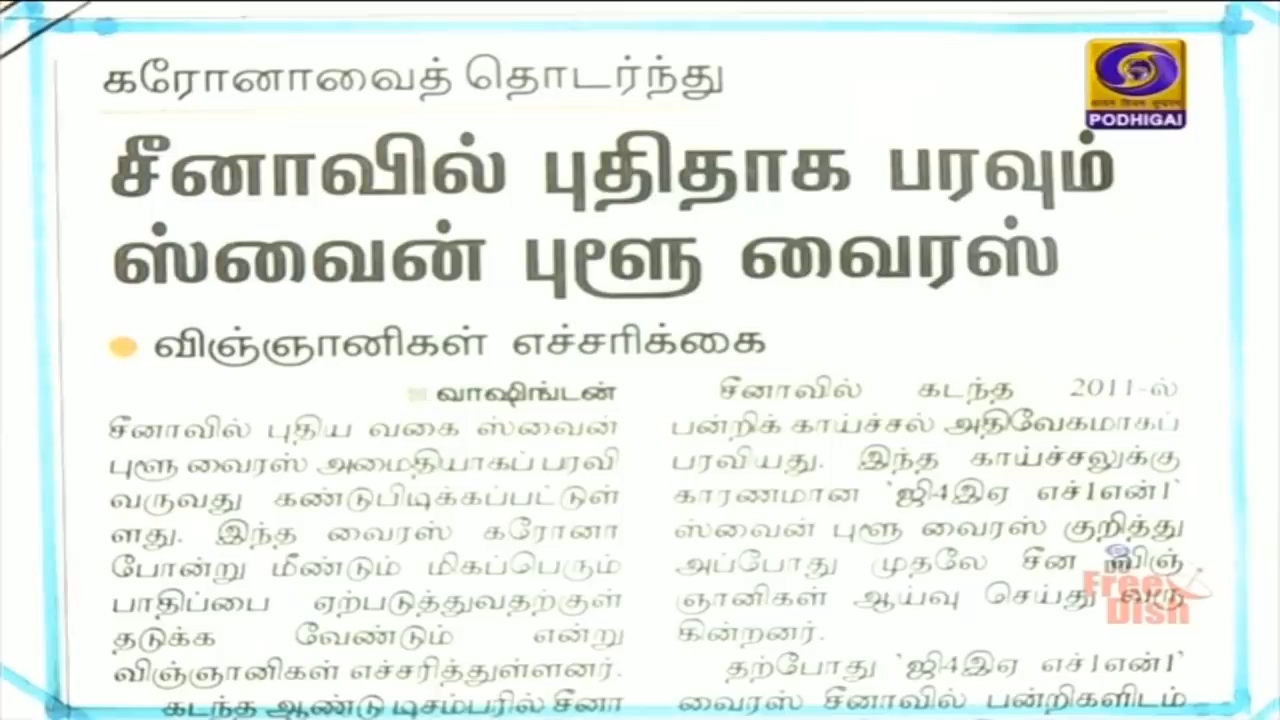 கரோனாவைத் தொடர்ந்து
சீனாவில் புதிதாக பரவும்
ஸ்வைன் புளூ வைரஸ்
விஞ்ஞானிகள் எச்சரிக்கை
வாஷிங்டன்
சீனாவில் புதிய வகை ஸ்வைன்
புளூ வைரஸ் அமைதியாகப் பரவி
வருவது கண்டுபிடிக்கப்பட்டுள்
ளது. இந்த வைரஸ் கரோனா
போன்று மீண்டும் மிகப்பெரும்
பாதிப்பை ஏற்படுத்துவதற்குள்
தடுக்க வேண்டும் என்று
விஞ்ஞானிகள் எச்சரித்துள்ளனர்.
கடந்த ஆண்டு டிசம்பரில் சீனா
சீனாவில் கடந்த 2011-ல்
பன்றிக் காய்ச்சல் அதிவேகமாகப்
பரவியது. இந்த காய்ச்சலுக்கு
காரணமான 'ஜி4இஏ எச்1என்1'
ஸ்வைன் புளூ வைரஸ் குறித்து
அப்போது முதலே சீன விஞ்
ஞானிகள் ஆய்வு செய்து வரு
கின்றனர்.
தற்போது 'ஜி4இஏ எச்1என்1'
வைரஸ் சீனாவில் பன்றிகளிடம்
PODHIGAI
DD
Free
Dish